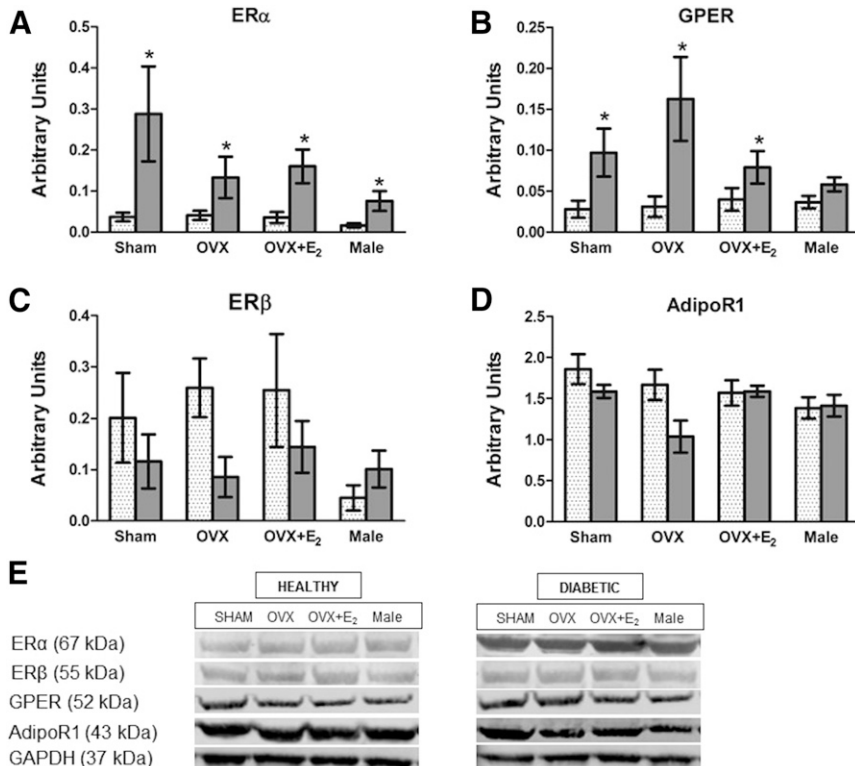 A
ERα
Arbitrary Units
0.5
0.4
0.3
0.2
0.1
0.0
*
*
*
*
Sham OVX OVX+E₂ Male
B
GPER
Arbitrary Units
0.25
0.20
0.15
0.10
0.05
0.00
*
*
*
Sham OVX OVX+E₂ Male
C
ERβ
Arbitrary Units
0.4
0.3
0.2
0.1
0.0
Sham OVX OVX+E₂ Male
D
AdipoR1
Arbitrary Units
2.5
2.0
1.5
1.0
0.5
0.0
Sham OVX OVX+E₂ Male
E
HEALTHY
SHAM OVX OVX+E₂ Male
DIABETIC
SHAM OVX OVX+E₂ Male
ERα (67 kDa)
ERβ (55 kDa)
GPER (52 kDa)
AdipoR1 (43 kDa)
GAPDH (37 kDa)